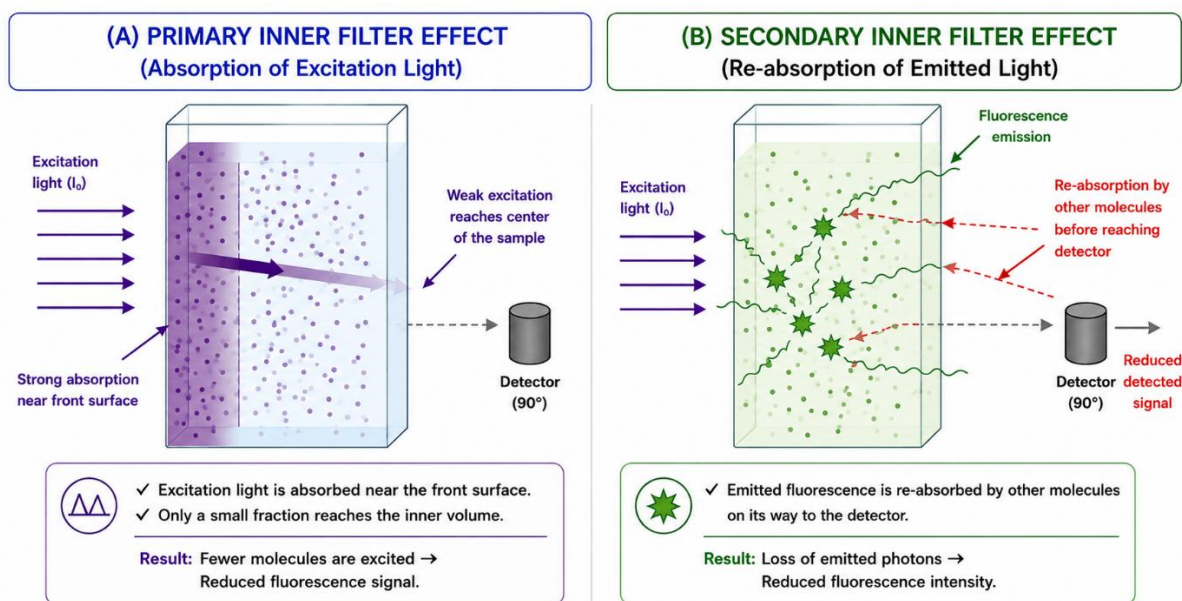 (A) PRIMARY INNER FILTER EFFECT
(Absorption of Excitation Light)
Excitation
light (I₀)
Weak excitation
reaches center
of the sample
Strong absorption
near front surface
Detector
(90°)
✓ Excitation light is absorbed near the front surface.
✓ Only a small fraction reaches the inner volume.
Result: Fewer molecules are excited →
Reduced fluorescence signal.
(B) SECONDARY INNER FILTER EFFECT
(Re-absorption of Emitted Light)
Fluorescence
emission
Excitation
light (I₀)
Re-absorption by
other molecules
before reaching
detector
Detector
(90°)
Reduced
detected
signal
✓ Emitted fluorescence is re-absorbed by other molecules
on its way to the detector.
Result: Loss of emitted photons →
Reduced fluorescence intensity.